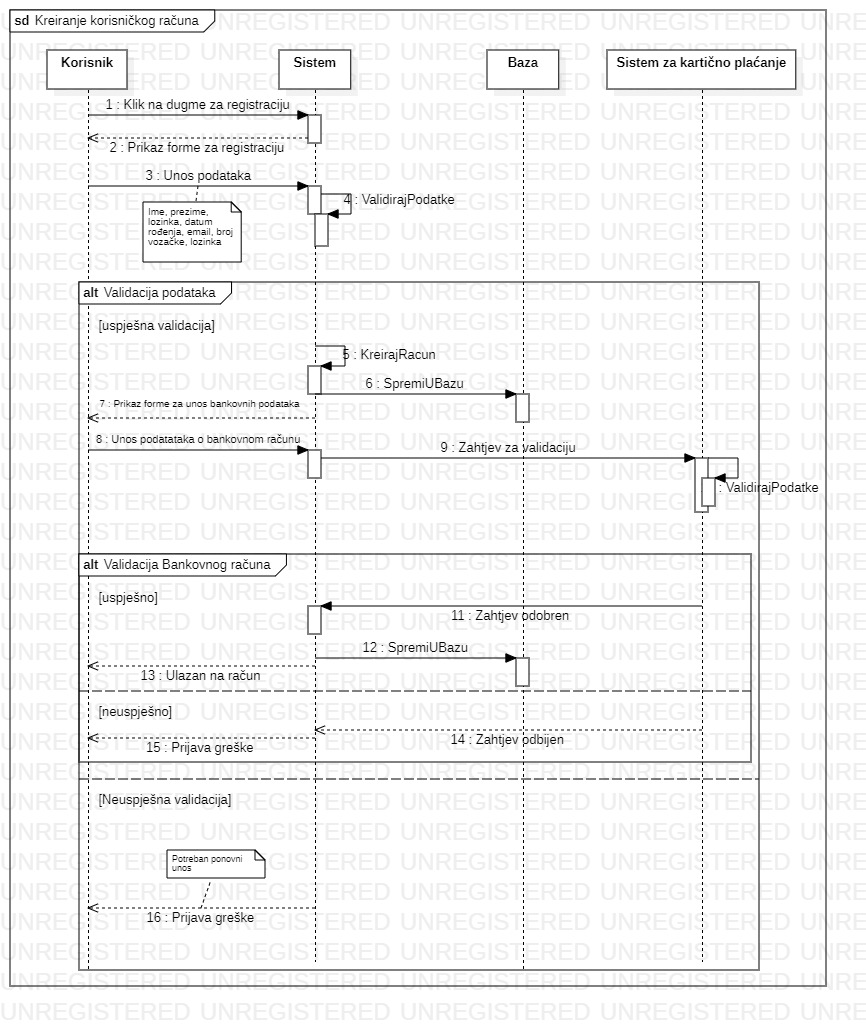 sd Kreiranje korisničkog računa
Korisnik
Sistem
Baza
Sistem za kartično plaćanje
1 : Klik na dugme za registraciju
2 : Prikaz forme za registraciju
3 : Unos podataka
4 : ValidirajPodatke
Ime, prezime,
lozinka, datum
rođenja, email, broj
vozačke, lozinka
alt Validacija podataka
[uspješna validacija]
5 : KreirajRacun
6 : SpremiUBazu
7 : Prikaz forme za unos bankovnih podataka
8 : Unos podatataka o bankovnom računu
9 : Zahtjev za validaciju
: ValidirajPodatke
alt Validacija Bankovnog računa
[uspješno]
11 : Zahtjev odobren
12 : SpremiUBazu
13 : Ulazan na račun
[neuspješno]
14 : Zahtjev odbijen
15 : Prijava greške
[Neuspješna validacija]
Potreban ponovni
unos
16 : Prijava greške
UNREGISTERED